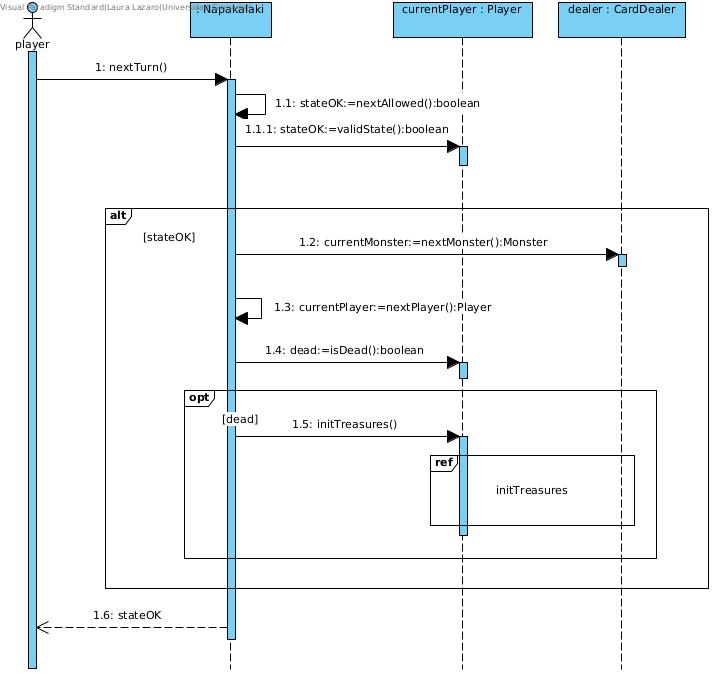 Visual Paradigm Standard(Laura Lazaro(Universidad
: Napakalaki
currentPlayer : Player
dealer : CardDealer
player
1: nextTurn()
1.1: stateOK:=nextAllowed():boolean
1.1.1: stateOK:=validState():boolean
alt
[stateOK]
1.2: currentMonster:=nextMonster():Monster
1.3: currentPlayer:=nextPlayer():Player
1.4: dead:=isDead():boolean
opt
[dead]
1.5: initTreasures()
ref
initTreasures
1.6: stateOK